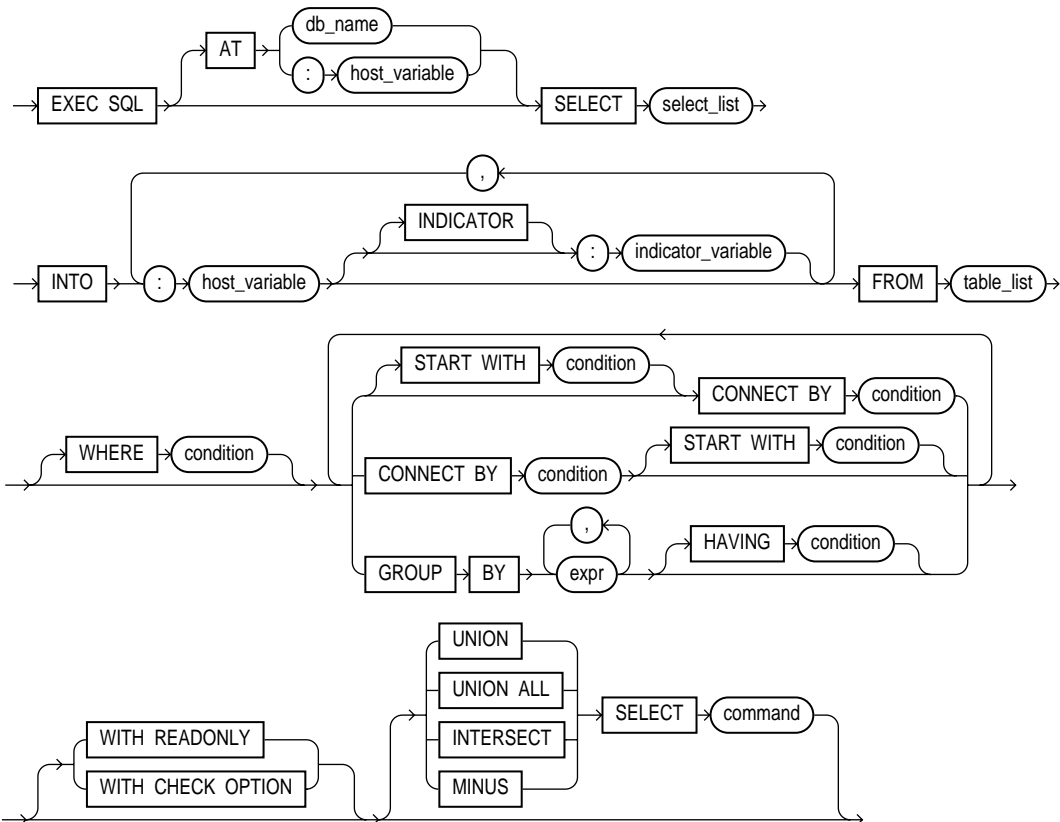 db_name
AT
: host_variable
EXEC SQL SELECT select_list
,
INDICATOR
: indicator_variable
INTO : host_variable FROM table_list
START WITH condition
CONNECT BY condition
WHERE condition
START WITH condition
CONNECT BY condition
,
HAVING condition
GROUP BY expr
UNION
UNION ALL
SELECT command
WITH READONLY
INTERSECT
WITH CHECK OPTION
MINUS